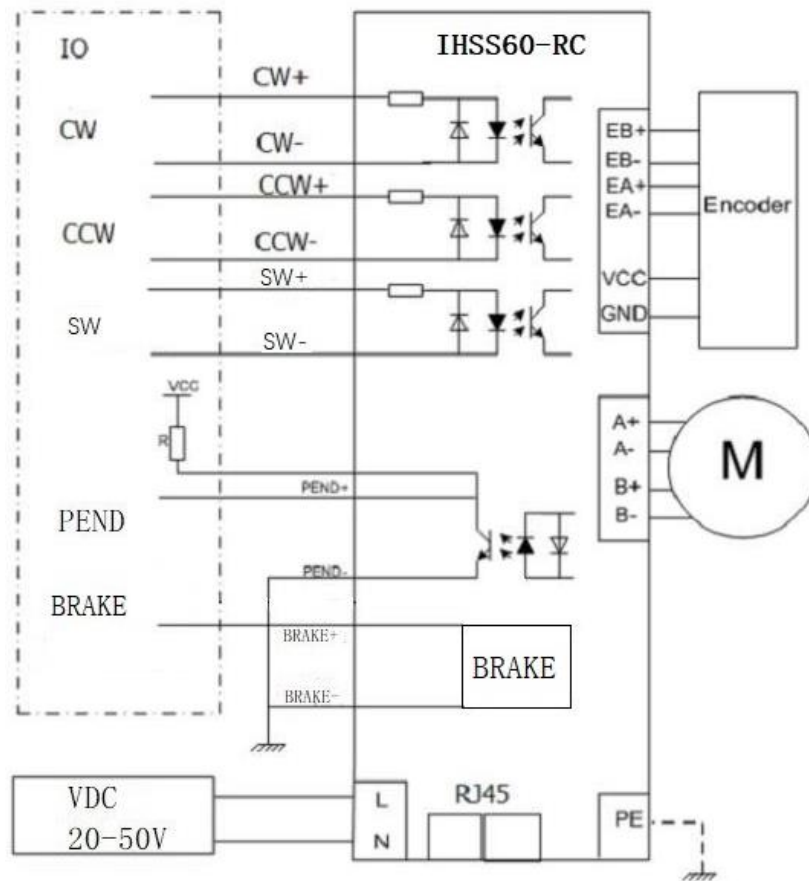 IHSS60-RC
IO
CW+
CW
CW-
CCW+
CCW
CCW-
SW+
SW
SW-
EB+
EB-
EA+
EA-
VCC
GND
Encoder
VCC
R
PEND+
PEND
PEND-
A+
A-
B+
B-
M
BRAKE
BRAKE+
BRAKE-
BRAKE
VDC
20-50V
L
N
RJ45
PE